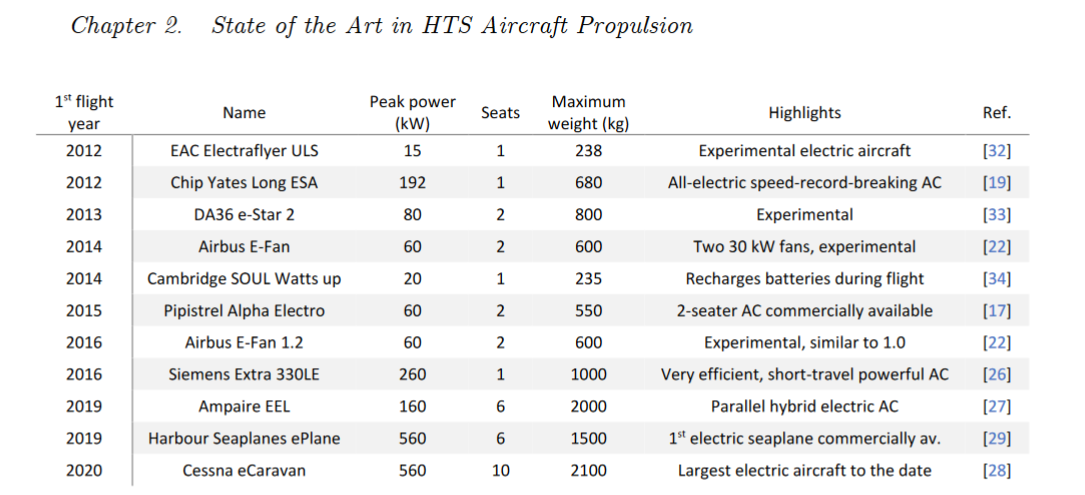 Chapter 2. State of the Art in HTS Aircraft Propulsion
1st flight year Name Peak power (kW) Seats Maximum weight (kg) Highlights Ref.
2012 EAC Electraflyer ULS 15 1 238 Experimental electric aircraft [32]
2012 Chip Yates Long ESA 192 1 680 All-electric speed-record-breaking AC [19]
2013 DA36 e-Star 2 80 2 800 Experimental [33]
2014 Airbus E-Fan 60 2 600 Two 30 kW fans, experimental [22]
2014 Cambridge SOUL Watts up 20 1 235 Recharges batteries during flight [34]
2015 Pipistrel Alpha Electro 60 2 550 2-seater AC commercially available [17]
2016 Airbus E-Fan 1.2 60 2 600 Experimental, similar to 1.0 [22]
2016 Siemens Extra 330LE 260 1 1000 Very efficient, short-travel powerful AC [26]
2019 Ampaire EEL 160 6 2000 Parallel hybrid electric AC [27]
2019 Harbour Seaplanes ePlane 560 6 1500 1st electric seaplane commercially av. [29]
2020 Cessna eCaravan 560 10 2100 Largest electric aircraft to the date [28]